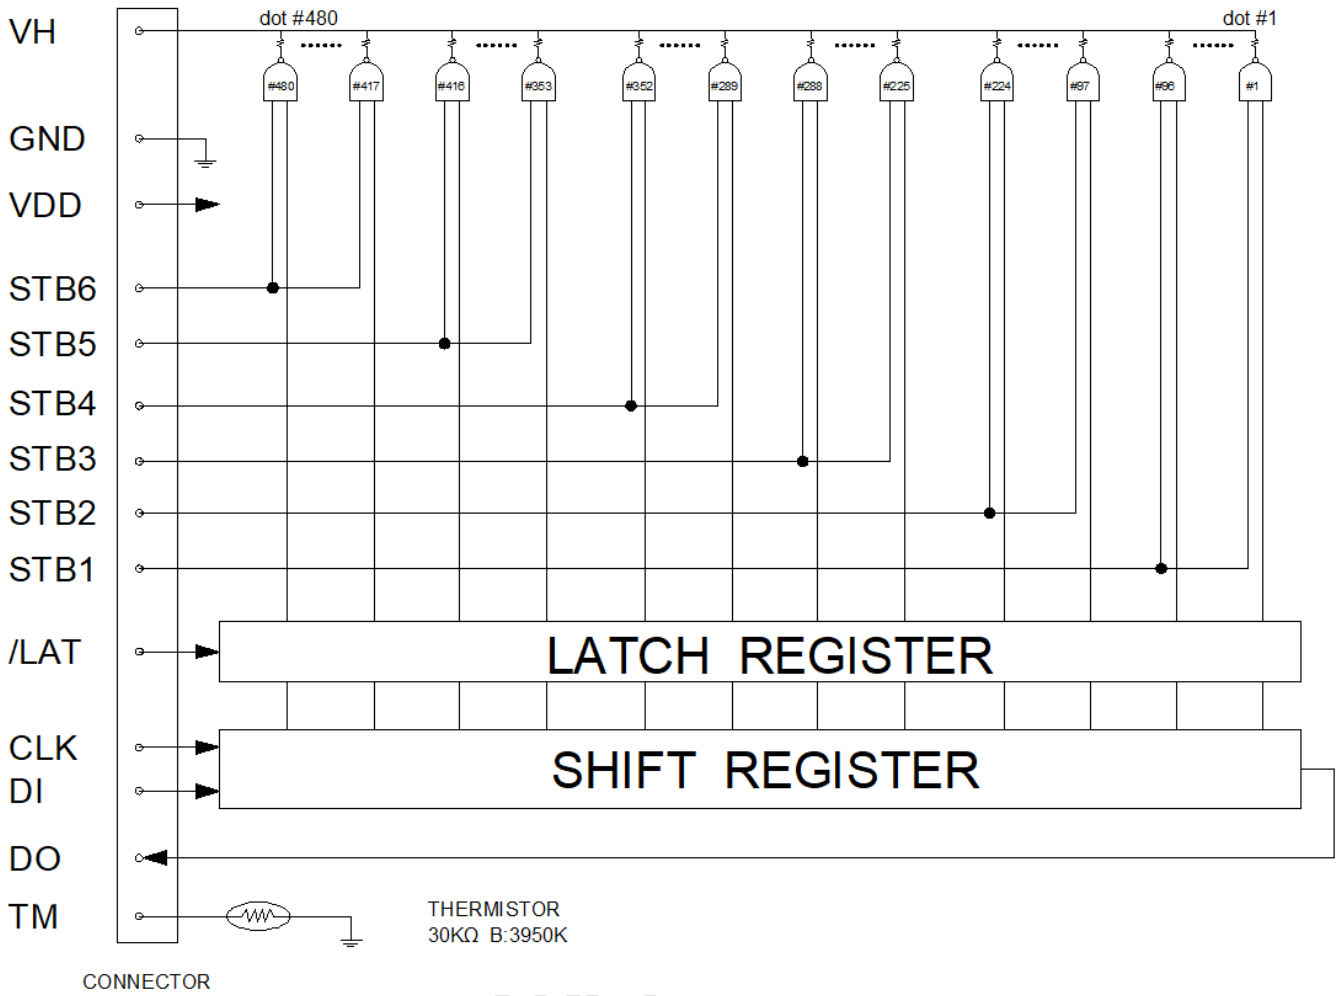 VH
dot #480
dot #1
#480
#417
#416
#353
#352
#289
#288
#225
#224
#97
#96
#1
GND
VDD
STB6
STB5
STB4
STB3
STB2
STB1
/LAT
LATCH REGISTER
CLK
SHIFT REGISTER
DI
DO
TM
THERMISTOR
30KΩ B:3950K
CONNECTOR